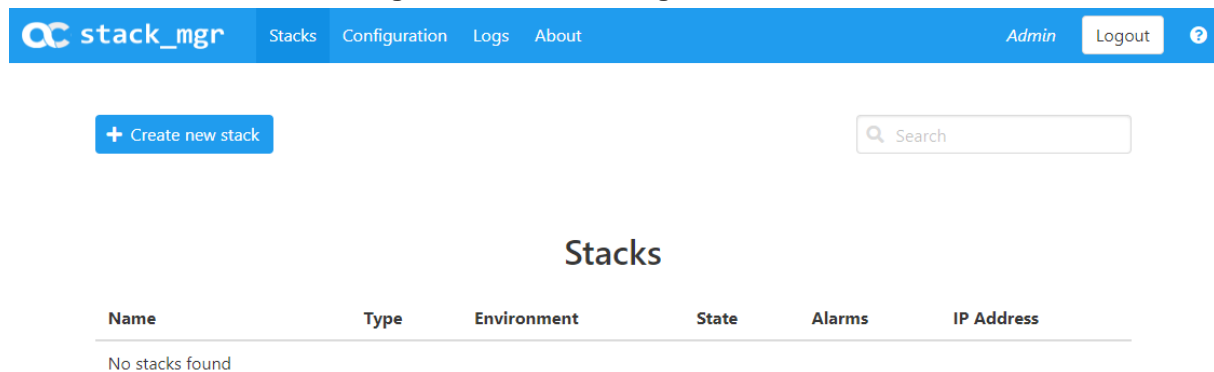 stack_mgr Stacks Configuration Logs About Admin Logout ?
+ Create new stack Search
Stacks
Name Type Environment State Alarms IP Address
No stacks found